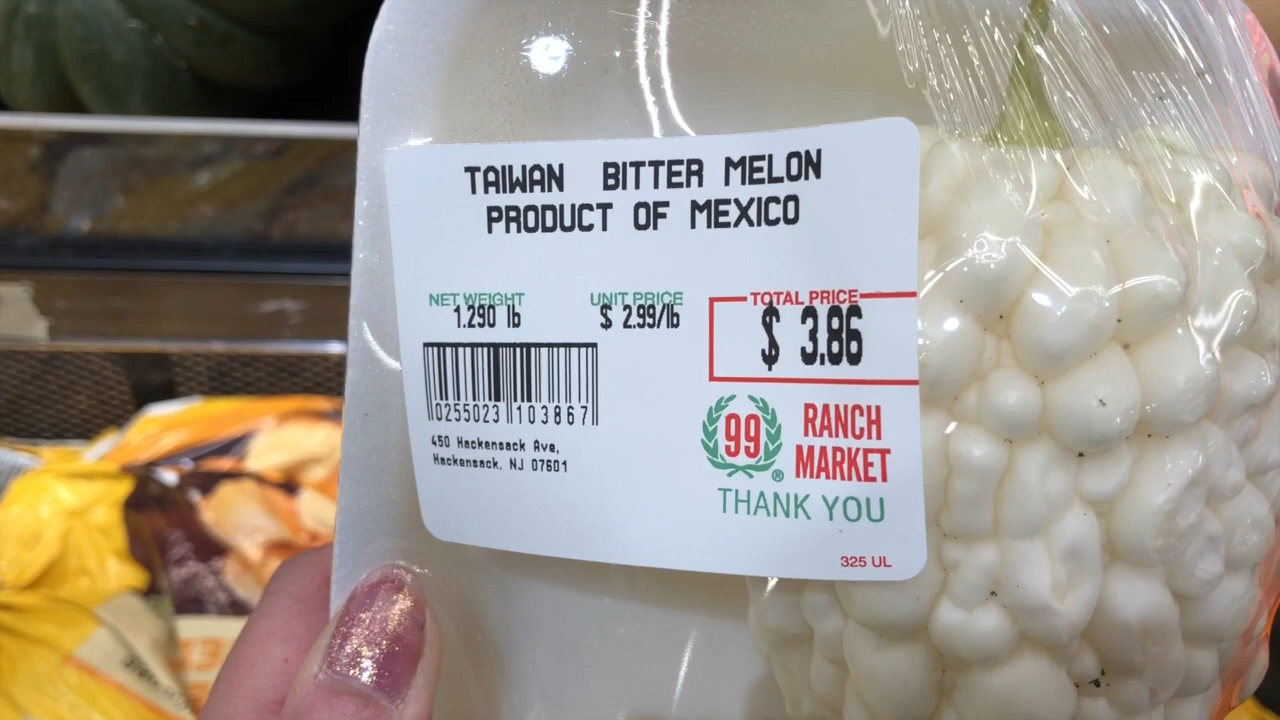 TAIWAN BITTER MELON
PRODUCT OF MEXICO
NET WEIGHT
1.290 lb
UNIT PRICE
$ 2.99/lb
TOTAL PRICE
$ 3.86
0255023 103867
450 Hackensack Ave,
Hackensack, NJ 07601
99
®
RANCH
MARKET
THANK YOU
325 UL